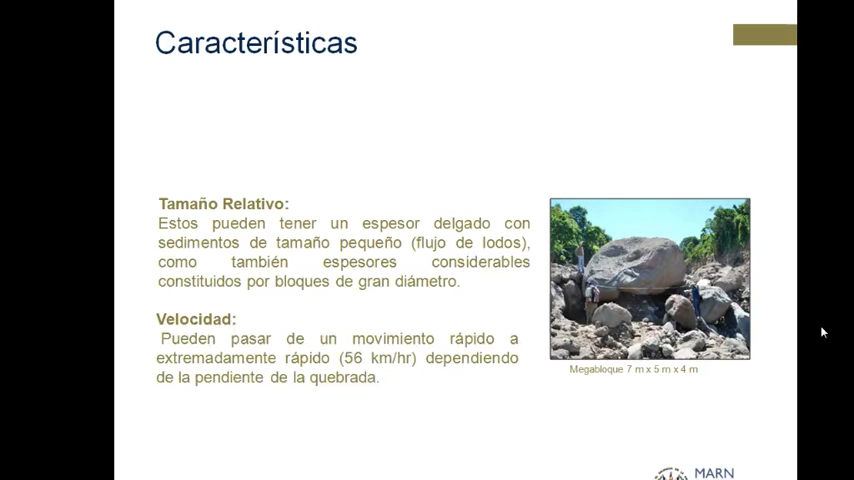 Características
Tamaño Relativo:
Estos pueden tener un espesor delgado con
sedimentos de tamaño pequeño (flujo de lodos),
como también espesores considerables
constituidos por bloques de gran diámetro.
Velocidad:
Pueden pasar de un movimiento rápido a
extremadamente rápido (56 km/hr) dependiendo
de la pendiente de la quebrada.
Megabloque 7 m x 5 m x 4 m
MARN